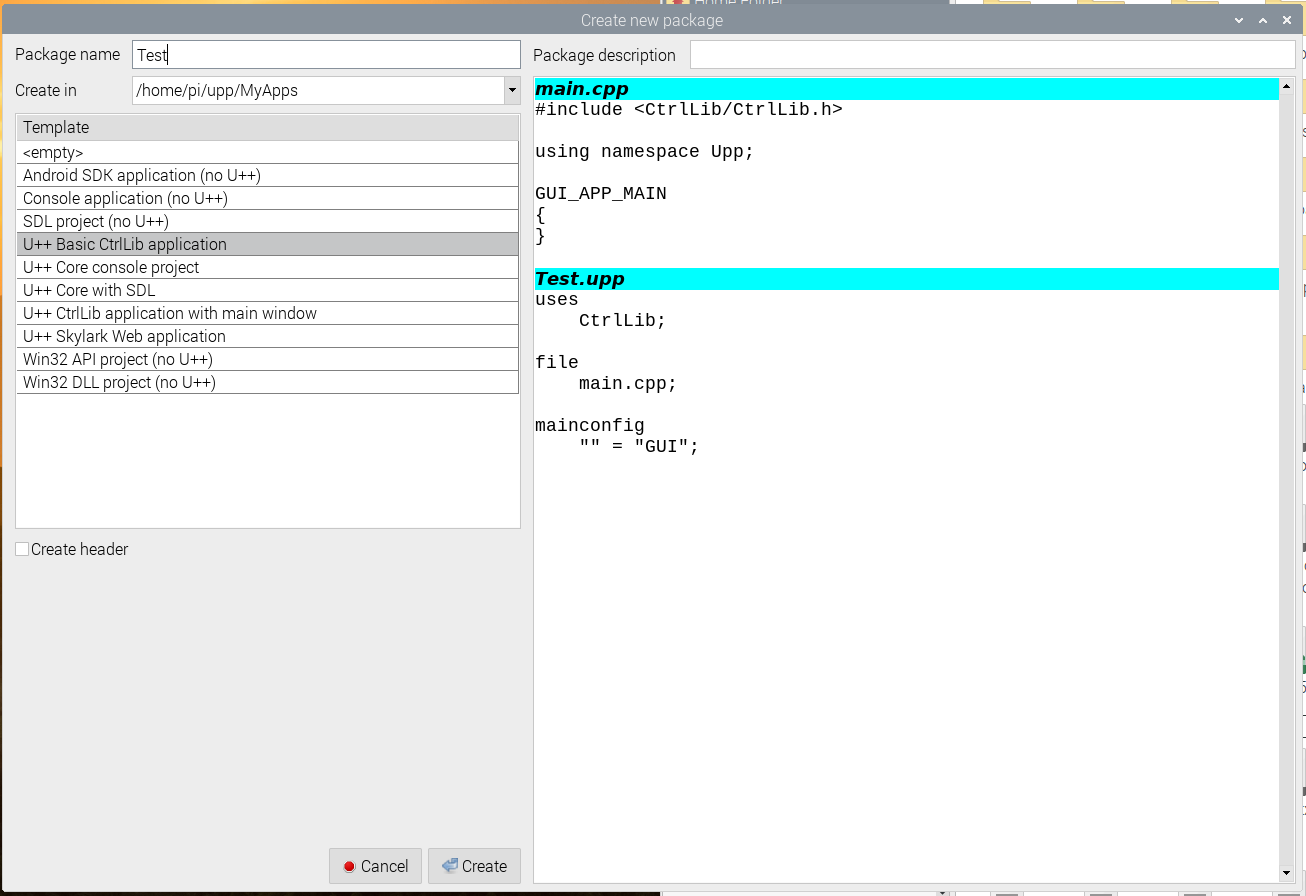 Home Folder
Create new package
Package name Test
Create in /home/pi/upp/MyApps
Template
<empty>
Android SDK application (no U++)
Console application (no U++)
SDL project (no U++)
U++ Basic CtrlLib application
U++ Core console project
U++ Core with SDL
U++ CtrlLib application with main window
U++ Skylark Web application
Win32 API project (no U++)
Win32 DLL project (no U++)
Create header
Cancel Create
Package description
main.cpp
#include <CtrlLib/CtrlLib.h>
using namespace Upp;
GUI_APP_MAIN
{
}
Test.upp
uses
CtrlLib;
file
main.cpp;
mainconfig
"" = "GUI";